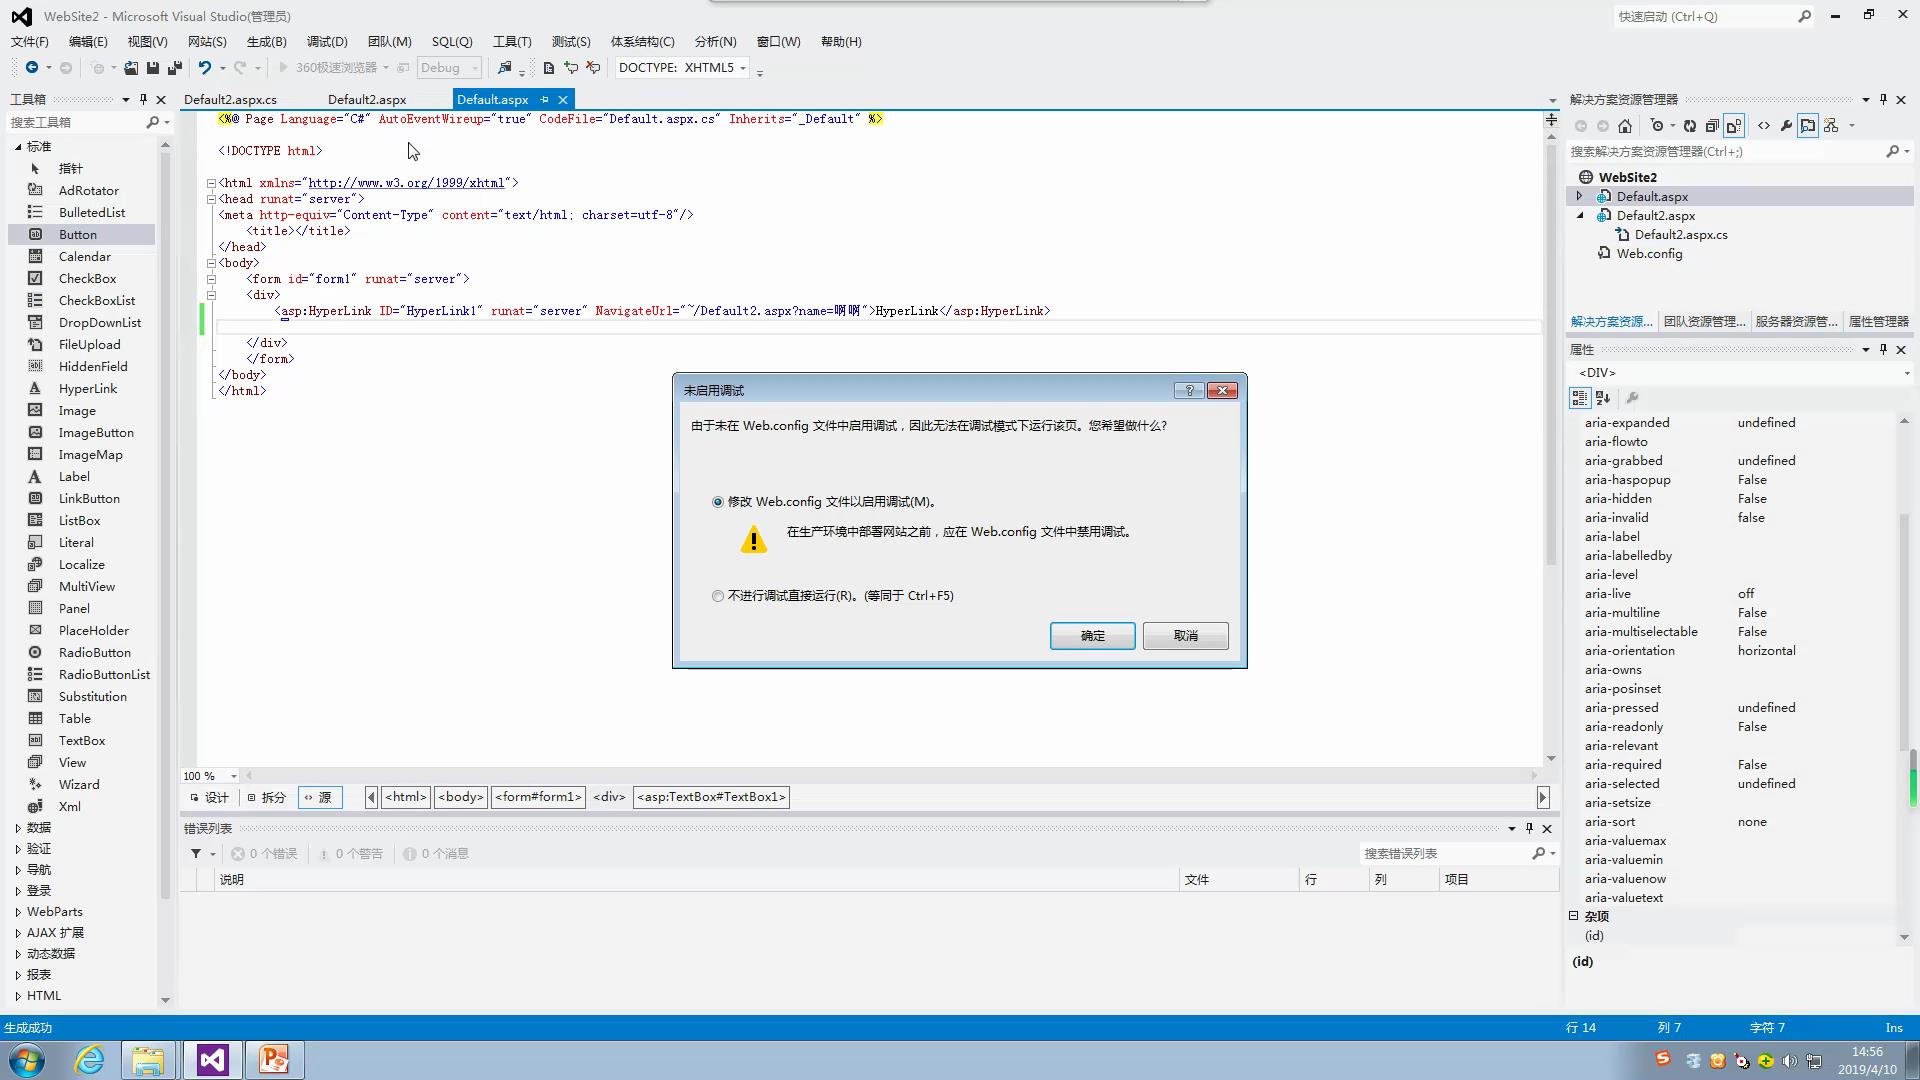 WebSite2 - Microsoft Visual Studio(管理员)
快速启动 (Ctrl+Q)
文件(F) 编辑(E) 视图(V) 网站(S) 生成(B) 调试(D) 团队(M) SQL(Q) 工具(T) 测试(S) 体系结构(C) 分析(N) 窗口(W) 帮助(H)
360极速浏览器 Debug DOCTYPE: XHTML5
工具箱
搜索工具箱
标准
指针
AdRotator
BulletedList
Button
Calendar
CheckBox
CheckBoxList
DropDownList
FileUpload
HiddenField
HyperLink
Image
ImageButton
ImageMap
Label
LinkButton
ListBox
Literal
Localize
MultiView
Panel
PlaceHolder
RadioButton
RadioButtonList
Substitution
Table
TextBox
View
Wizard
Xml
数据
验证
导航
登录
WebParts
AJAX 扩展
动态数据
报表
HTML
Default2.aspx.cs Default2.aspx Default.aspx
<%@ Page Language="C#" AutoEventWireup="true" CodeFile="Default.aspx.cs" Inherits="_Default" %>
<!DOCTYPE html>
<html xmlns="http://www.w3.org/1999/xhtml">
<head runat="server">
<meta http-equiv="Content-Type" content="text/html; charset=utf-8"/>
<title></title>
</head>
<body>
<form id="form1" runat="server">
<div>
<asp:HyperLink ID="HyperLink1" runat="server" NavigateUrl="~/Default2.aspx?name=啊啊">HyperLink</asp:HyperLink>
</div>
</form>
</body>
</html>
未启用调试
由于未在 Web.config 文件中启用调试，因此无法在调试模式下运行该页。您希望做什么?
修改 Web.config 文件以启用调试(M)。
在生产环境中部署网站之前，应在 Web.config 文件中禁用调试。
不进行调试直接运行(R)。(等同于 Ctrl+F5)
确定 取消
100 %
设计 拆分 源 <html> <body> <form#form1> <div> <asp:TextBox#TextBox1>
错误列表
0 个错误 0 个警告 0 个消息 搜索错误列表
说明 文件 行 列 项目
解决方案资源管理器
搜索解决方案资源管理器(Ctrl+;)
WebSite2
Default.aspx
Default2.aspx
Default2.aspx.cs
Web.config
解决方案资源... 团队资源管理... 服务器资源管... 属性管理器
属性
<DIV>
aria-expanded undefined
aria-flowto
aria-grabbed undefined
aria-haspopup False
aria-hidden False
aria-invalid false
aria-label
aria-labelledby
aria-level
aria-live off
aria-multiline False
aria-multiselectable False
aria-orientation horizontal
aria-owns
aria-posinset
aria-pressed undefined
aria-readonly False
aria-relevant
aria-required False
aria-selected undefined
aria-setsize
aria-sort none
aria-valuemax
aria-valuemin
aria-valuenow
aria-valuetext
杂项
(id)
(id)
生成成功 行 14 列 7 字符 7 Ins
14:56
2019/4/10